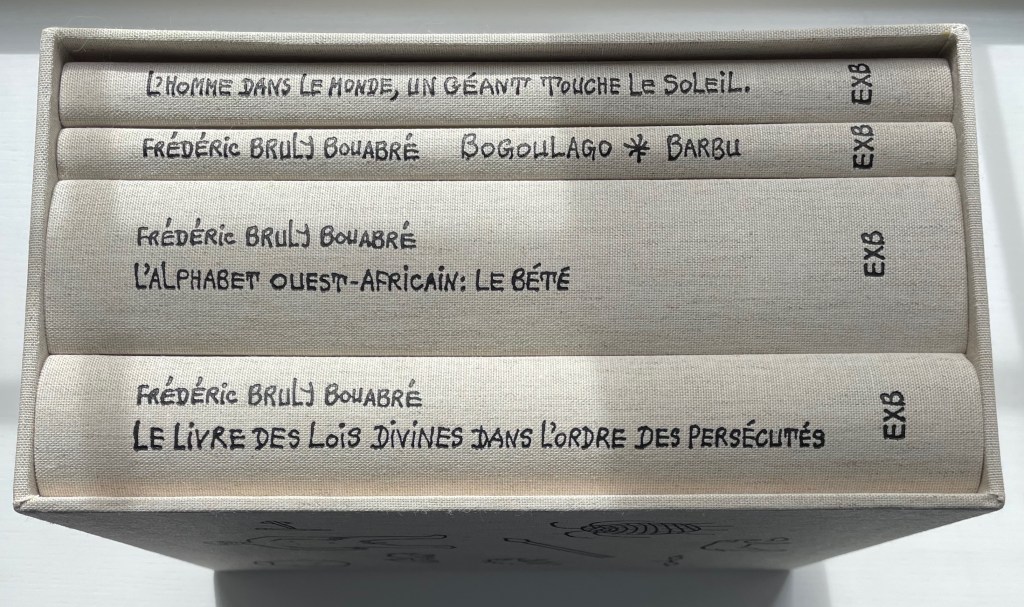 L'HOMME DANS LE MONDE, UN GÉANT TOUCHE LE SOLEIL.
EXB
FRÉDÉRIC BRULY BOUABRÉ BOGOULAGO * BARBU
EXB
FRÉDÉRIC BRULY BOUABRÉ
L'ALPHABET OUEST-AFRICAIN: LE BÉTÉ
EXB
FRÉDÉRIC BRULY BOUABRÉ
LE LIVRE DES LOIS DIVINES DANS L'ORDRE DES PERSÉCUTÉS
EXB